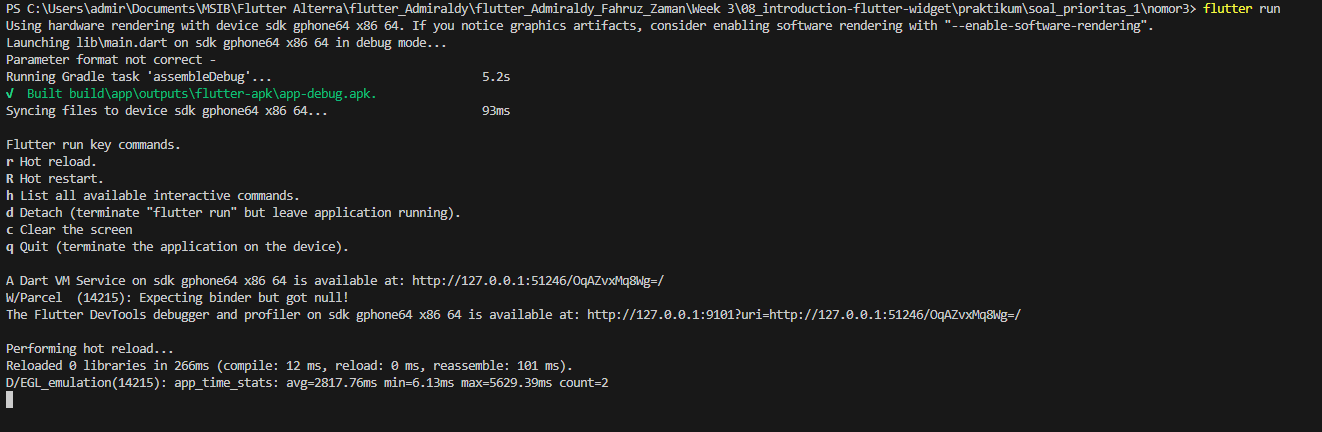 PS C:\Users\admir\Documents\MSIB\Flutter Alterra\flutter_Admiraldy\flutter_Admiraldy_Fahruz_Zaman\Week 3\08_introduction-flutter-widget\praktikum\soal_prioritas_1\nomor3> flutter run
Using hardware rendering with device sdk gphone64 x86 64. If you notice graphics artifacts, consider enabling software rendering with "--enable-software-rendering".
Launching lib\main.dart on sdk gphone64 x86 64 in debug mode...
Parameter format not correct -
Running Gradle task 'assembleDebug'... 5.2s
√ Built build\app\outputs\flutter-apk\app-debug.apk.
Syncing files to device sdk gphone64 x86 64... 93ms
Flutter run key commands.
r Hot reload.
R Hot restart.
h List all available interactive commands.
d Detach (terminate "flutter run" but leave application running).
c Clear the screen
q Quit (terminate the application on the device).
A Dart VM Service on sdk gphone64 x86 64 is available at: http://127.0.0.1:51246/OqAZvxMq8Wg=/
W/Parcel  (14215): Expecting binder but got null!
The Flutter DevTools debugger and profiler on sdk gphone64 x86 64 is available at: http://127.0.0.1:9101?uri=http://127.0.0.1:51246/OqAZvxMq8Wg=/
Performing hot reload...
Reloaded 0 libraries in 266ms (compile: 12 ms, reload: 0 ms, reassemble: 101 ms).
D/EGL_emulation(14215): app_time_stats: avg=2817.76ms min=6.13ms max=5629.39ms count=2